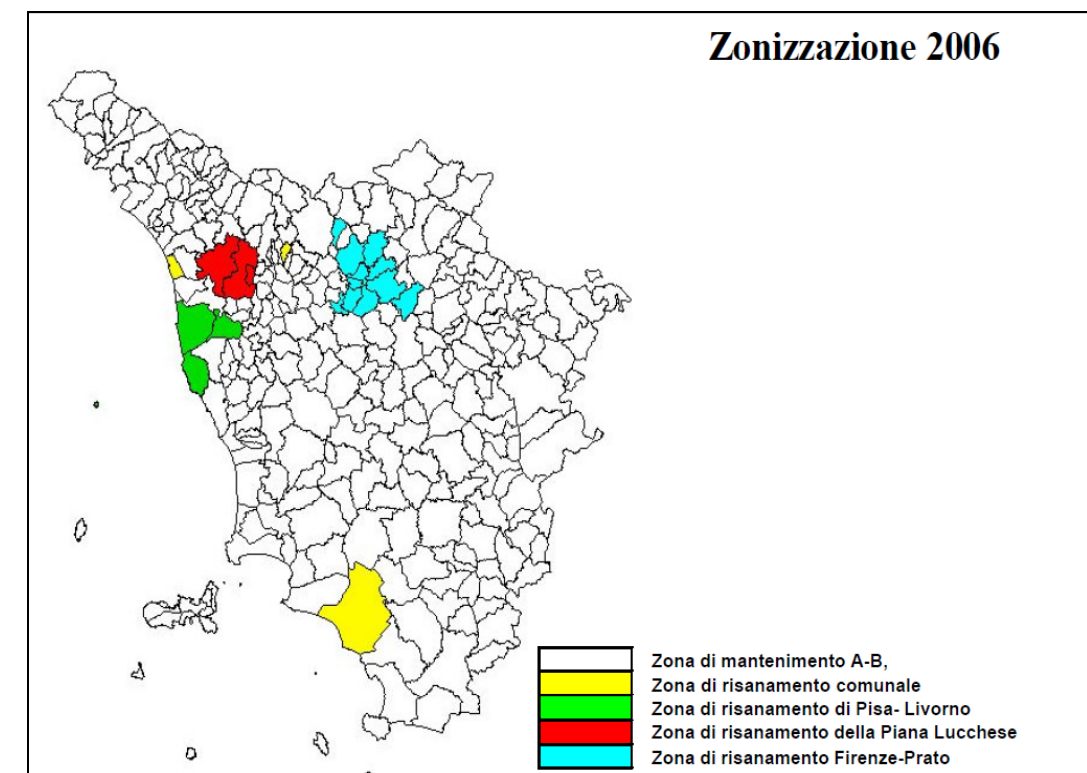 Zonizzazione 2006
Zona di mantenimento A-B,
Zona di risanamento comunale
Zona di risanamento di Pisa- Livorno
Zona di risanamento della Piana Lucchese
Zona di risanamento Firenze-Prato